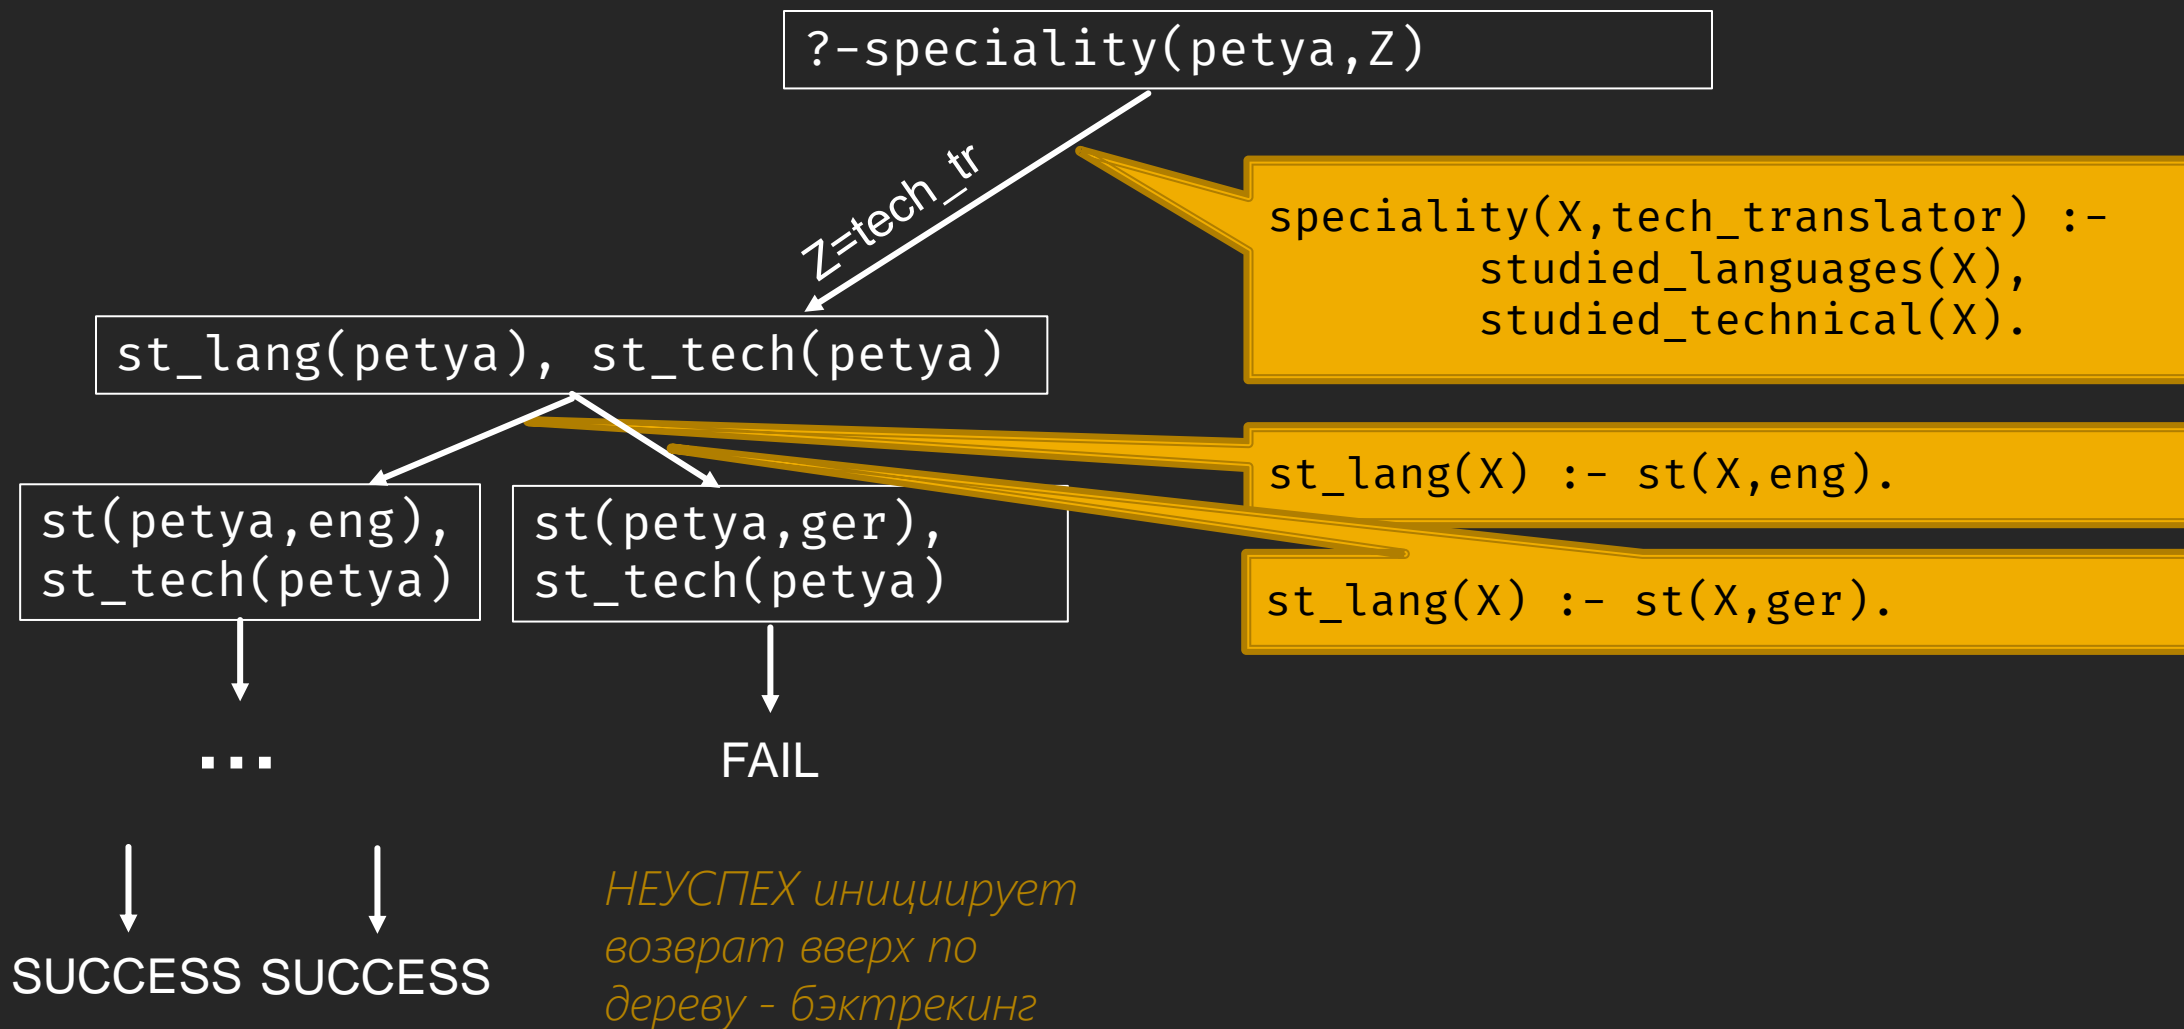 ?-speciality(petya,Z)
Z=tech_tr
speciality(X,tech_translator) :-
studied_languages(X),
studied_technical(X).
st_lang(petya), st_tech(petya)
st_lang(X) :- st(X,eng).
st(petya,eng),
st_tech(petya)
st(petya,ger),
st_tech(petya)
st_lang(X) :- st(X,ger).
...
FAIL
НЕУСПЕХ инициирует
возврат вверх по
дереву - бэктрекинг
SUCCESS SUCCESS